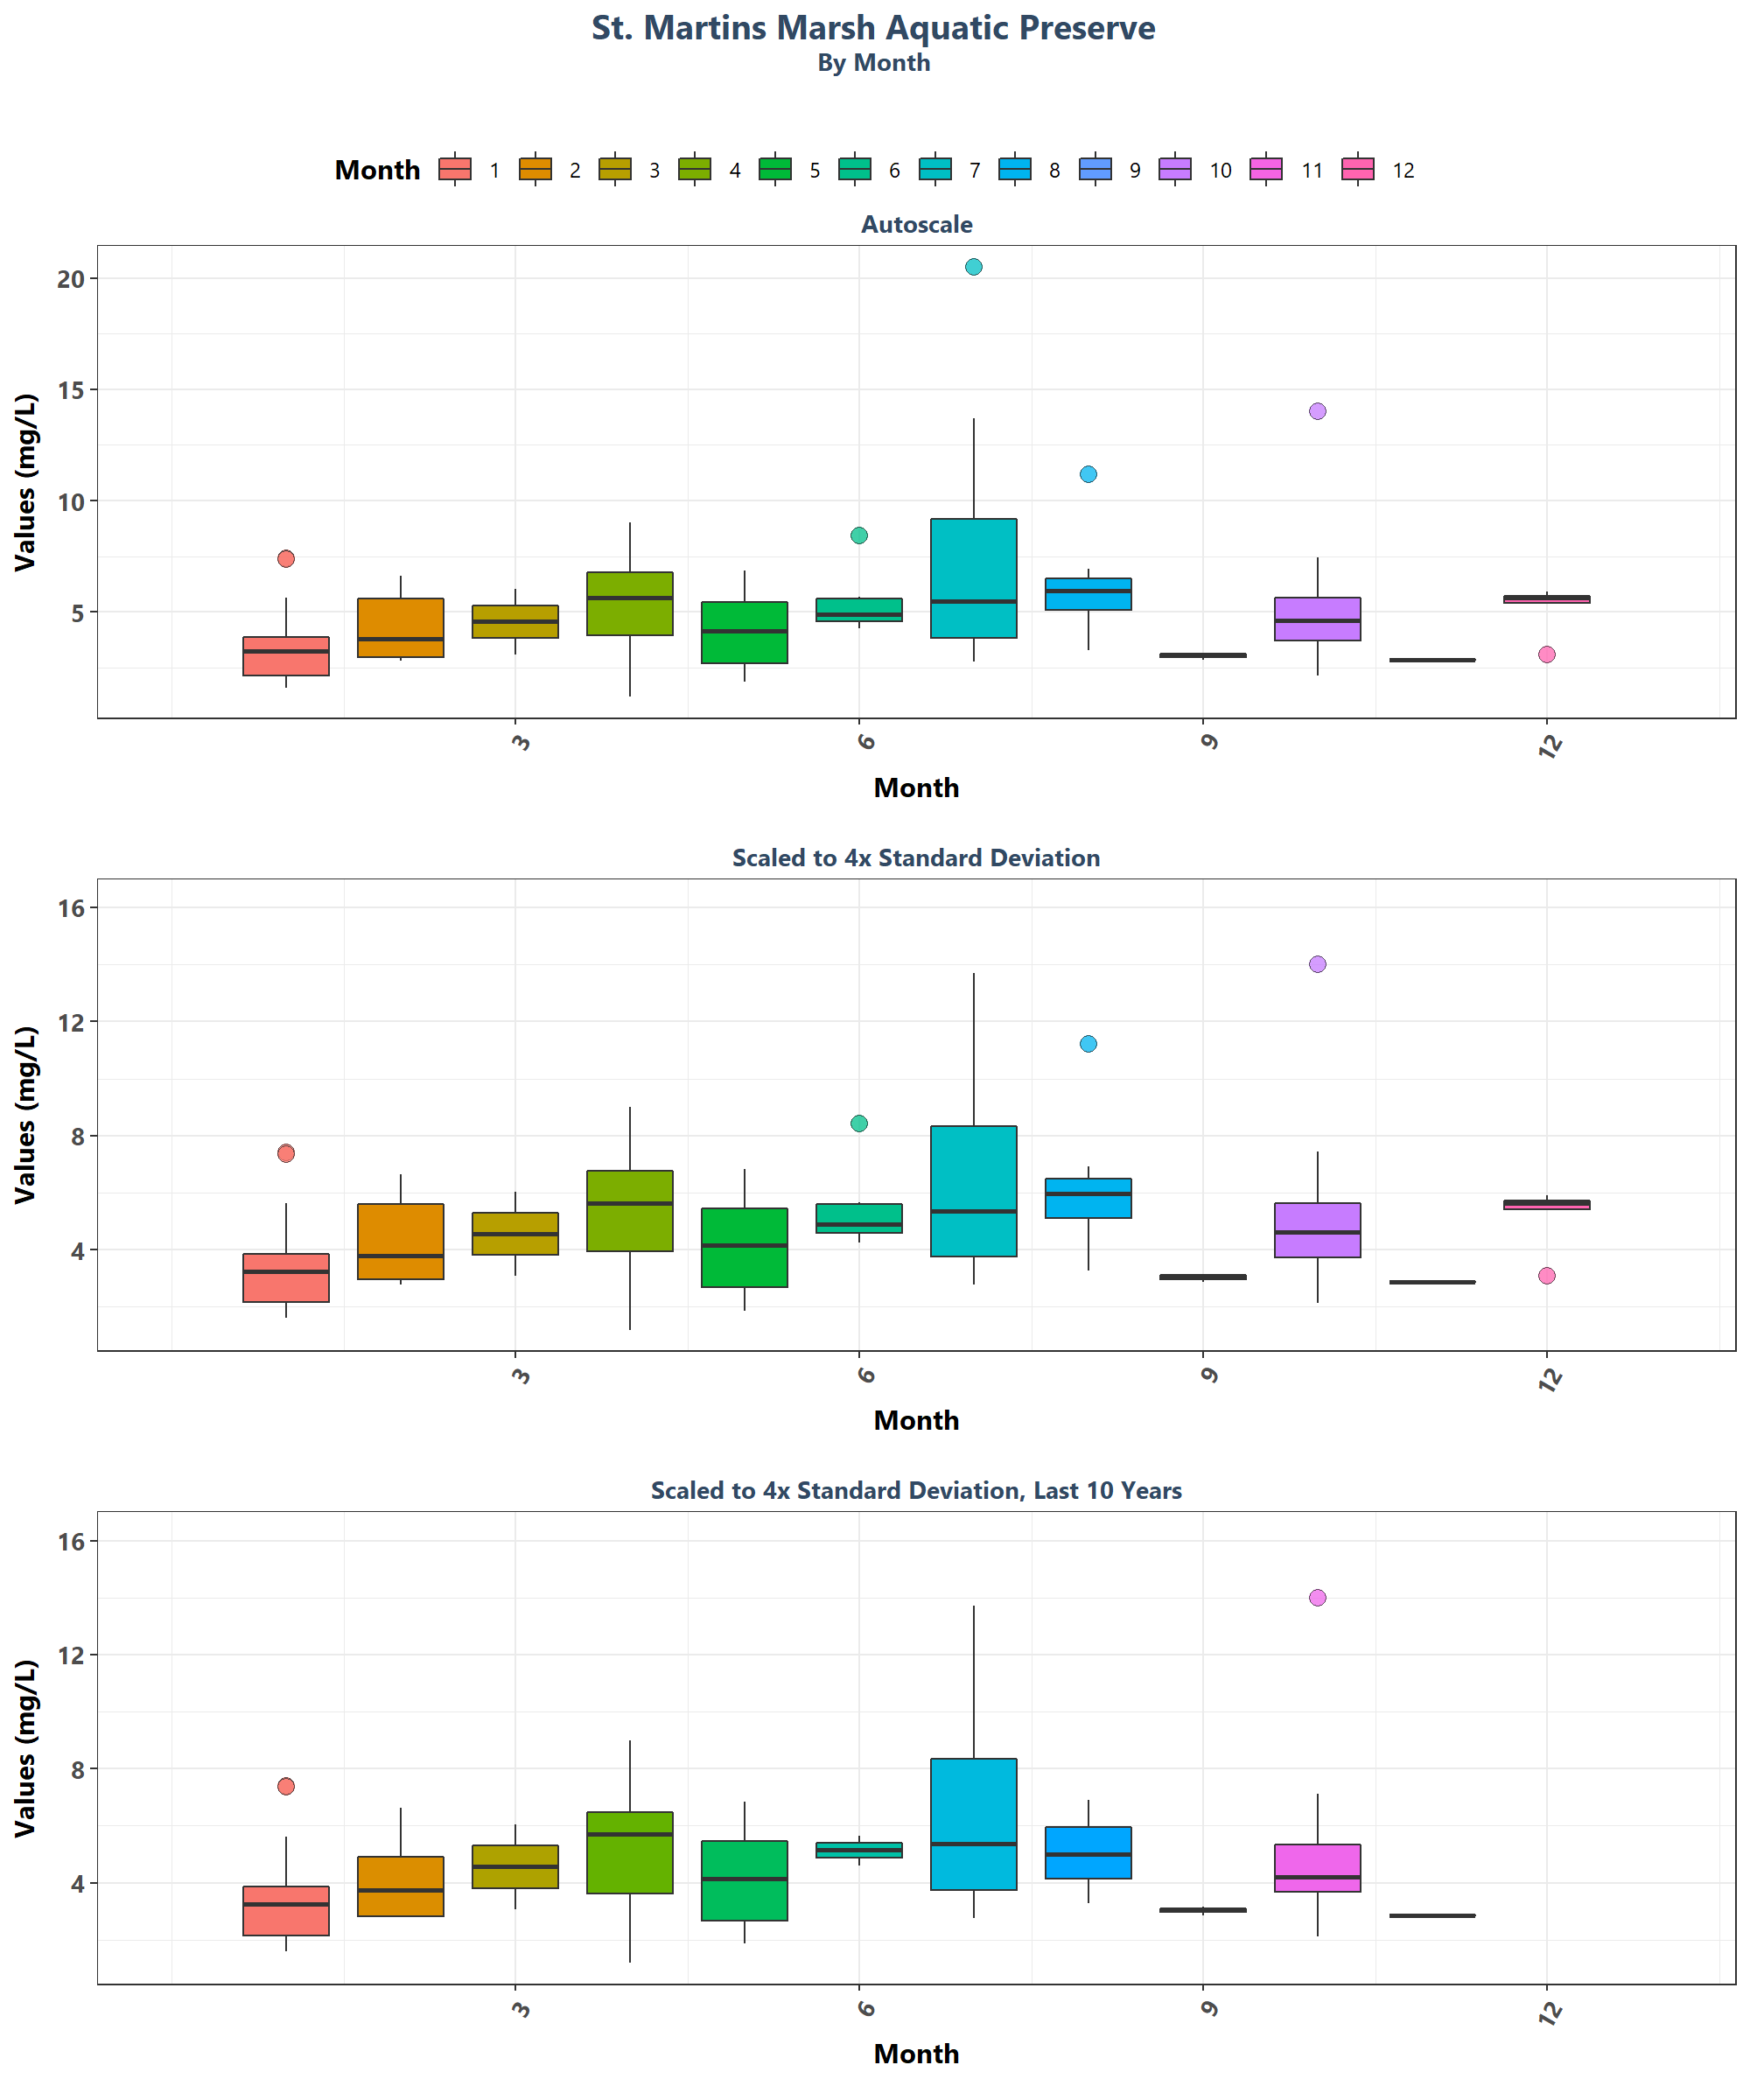 St. Martins Marsh Aquatic Preserve
By Month
Month 1 2 3 4 5 6 7 8 9 10 11 12
Autoscale
Values (mg/L)
20
15
10
5
3 6 9 12
Month
Scaled to 4x Standard Deviation
Values (mg/L)
16
12
8
4
3 6 9 12
Month
Scaled to 4x Standard Deviation, Last 10 Years
Values (mg/L)
16
12
8
4
3 6 9 12
Month